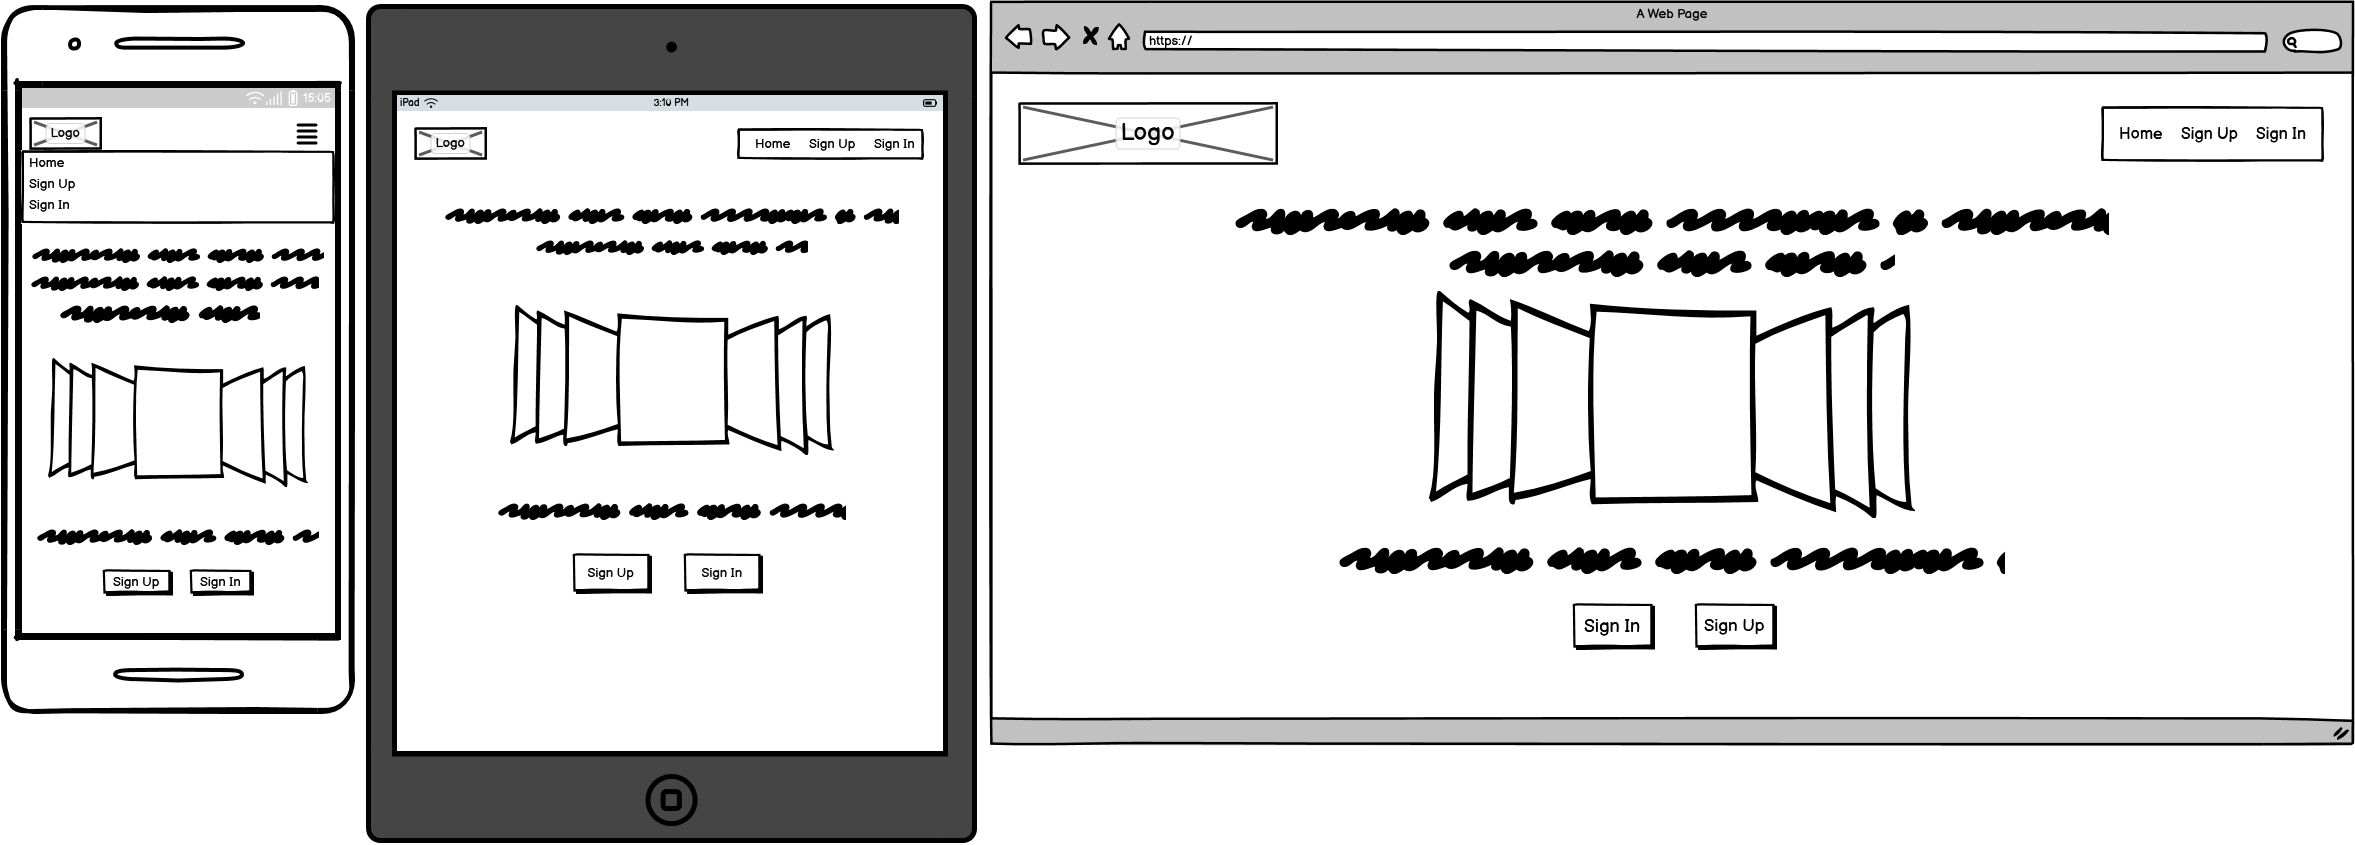 15:05
Logo
Home
Sign Up
Sign In
Sign Up Sign In
iPad 3:10 PM
Logo
Home Sign Up Sign In
Sign Up Sign In
A Web Page
https://
Logo
Home Sign Up Sign In
Sign In Sign Up